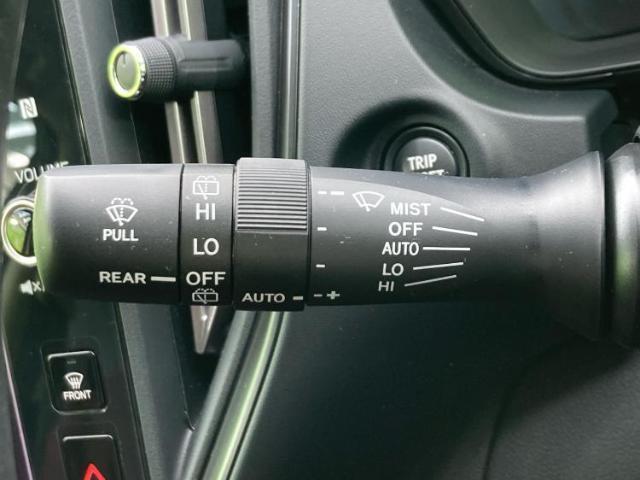 N
VOLUME
TRIP
PULL
REAR
HI
LO
OFF
AUTO
- +
MIST
OFF
AUTO
LO
HI
FRONT